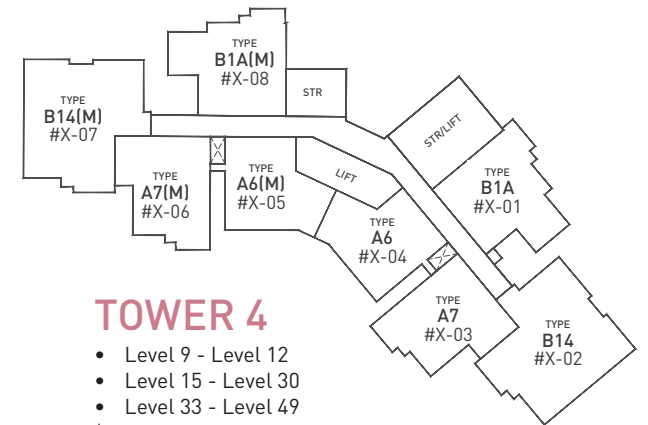 TYPE
B1A(M)
#X-08
STR
TYPE
B14(M)
#X-07
STR/LIFT
TYPE
A7(M)
#X-06
TYPE
A6(M)
#X-05
LIFT
TYPE
B1A
#X-01
TYPE
A6
#X-04
TYPE
A7
#X-03
TYPE
B14
#X-02
TOWER 4
• Level 9 - Level 12
• Level 15 - Level 30
• Level 33 - Level 49